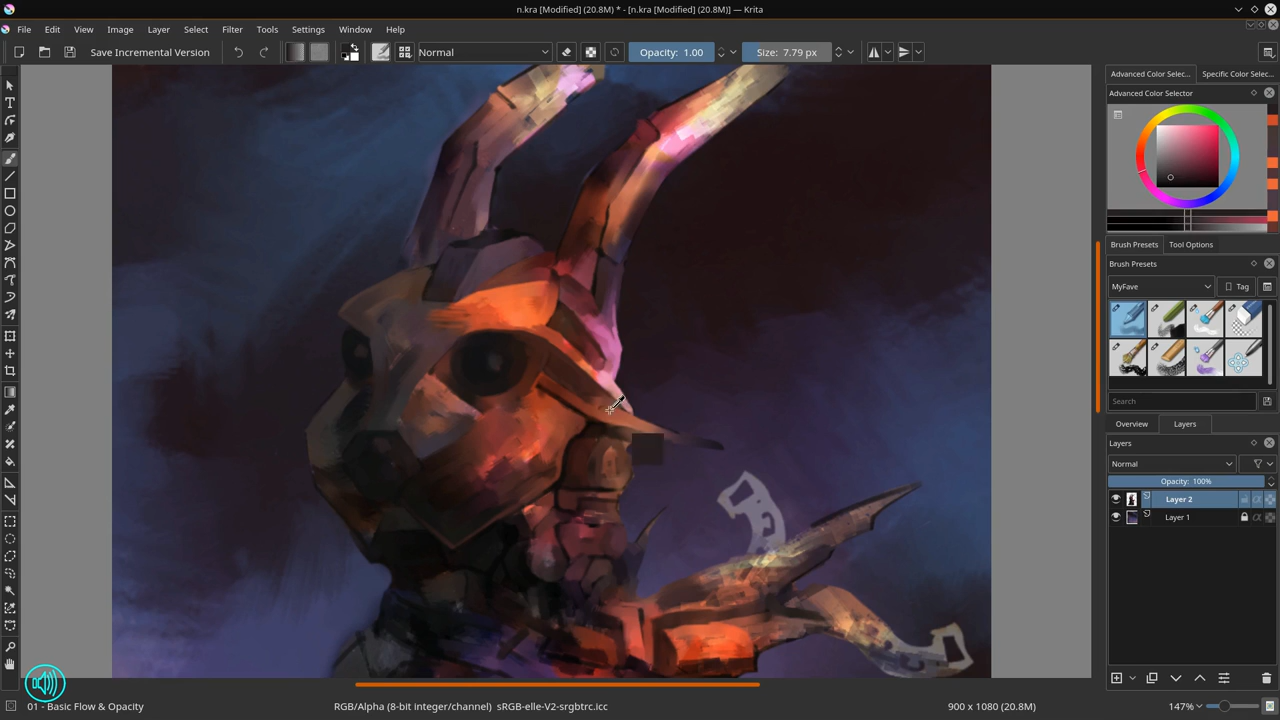 n.kra [Modified] (20.8M) * - [n.kra [Modified] (20.8M)] — Krita
File Edit View Image Layer Select Filter Tools Settings Window Help
Save Incremental Version Normal Opacity: 1.00 Size: 7.79 px
Advanced Color Selec... Specific Color Selec...
Advanced Color Selector
Brush Presets Tool Options
Brush Presets
MyFave Tag
Search
Overview Layers
Layers
Normal
Opacity: 100%
Layer 2
Layer 1
01 - Basic Flow & Opacity RGB/Alpha (8-bit integer/channel) sRGB-elle-V2-srgbtrc.icc 900 x 1080 (20.8M) 147%